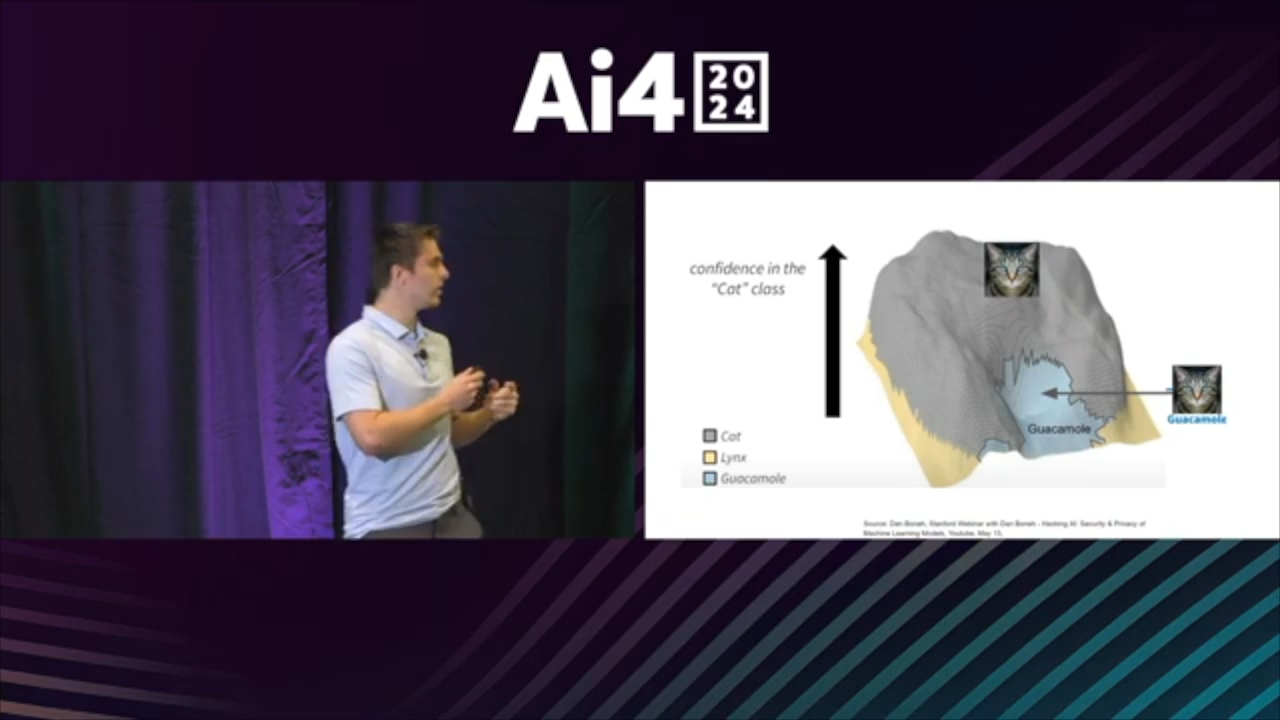 Ai4 20
24
confidence in the
“Cat” class
Guacamole
Guacamole
Cat
Lynx
Guacamole
Source: Dan Boneh, Stanford Webinar with Dan Boneh - Hacking AI: Security & Privacy of
Machine Learning Models, Youtube. May 13,